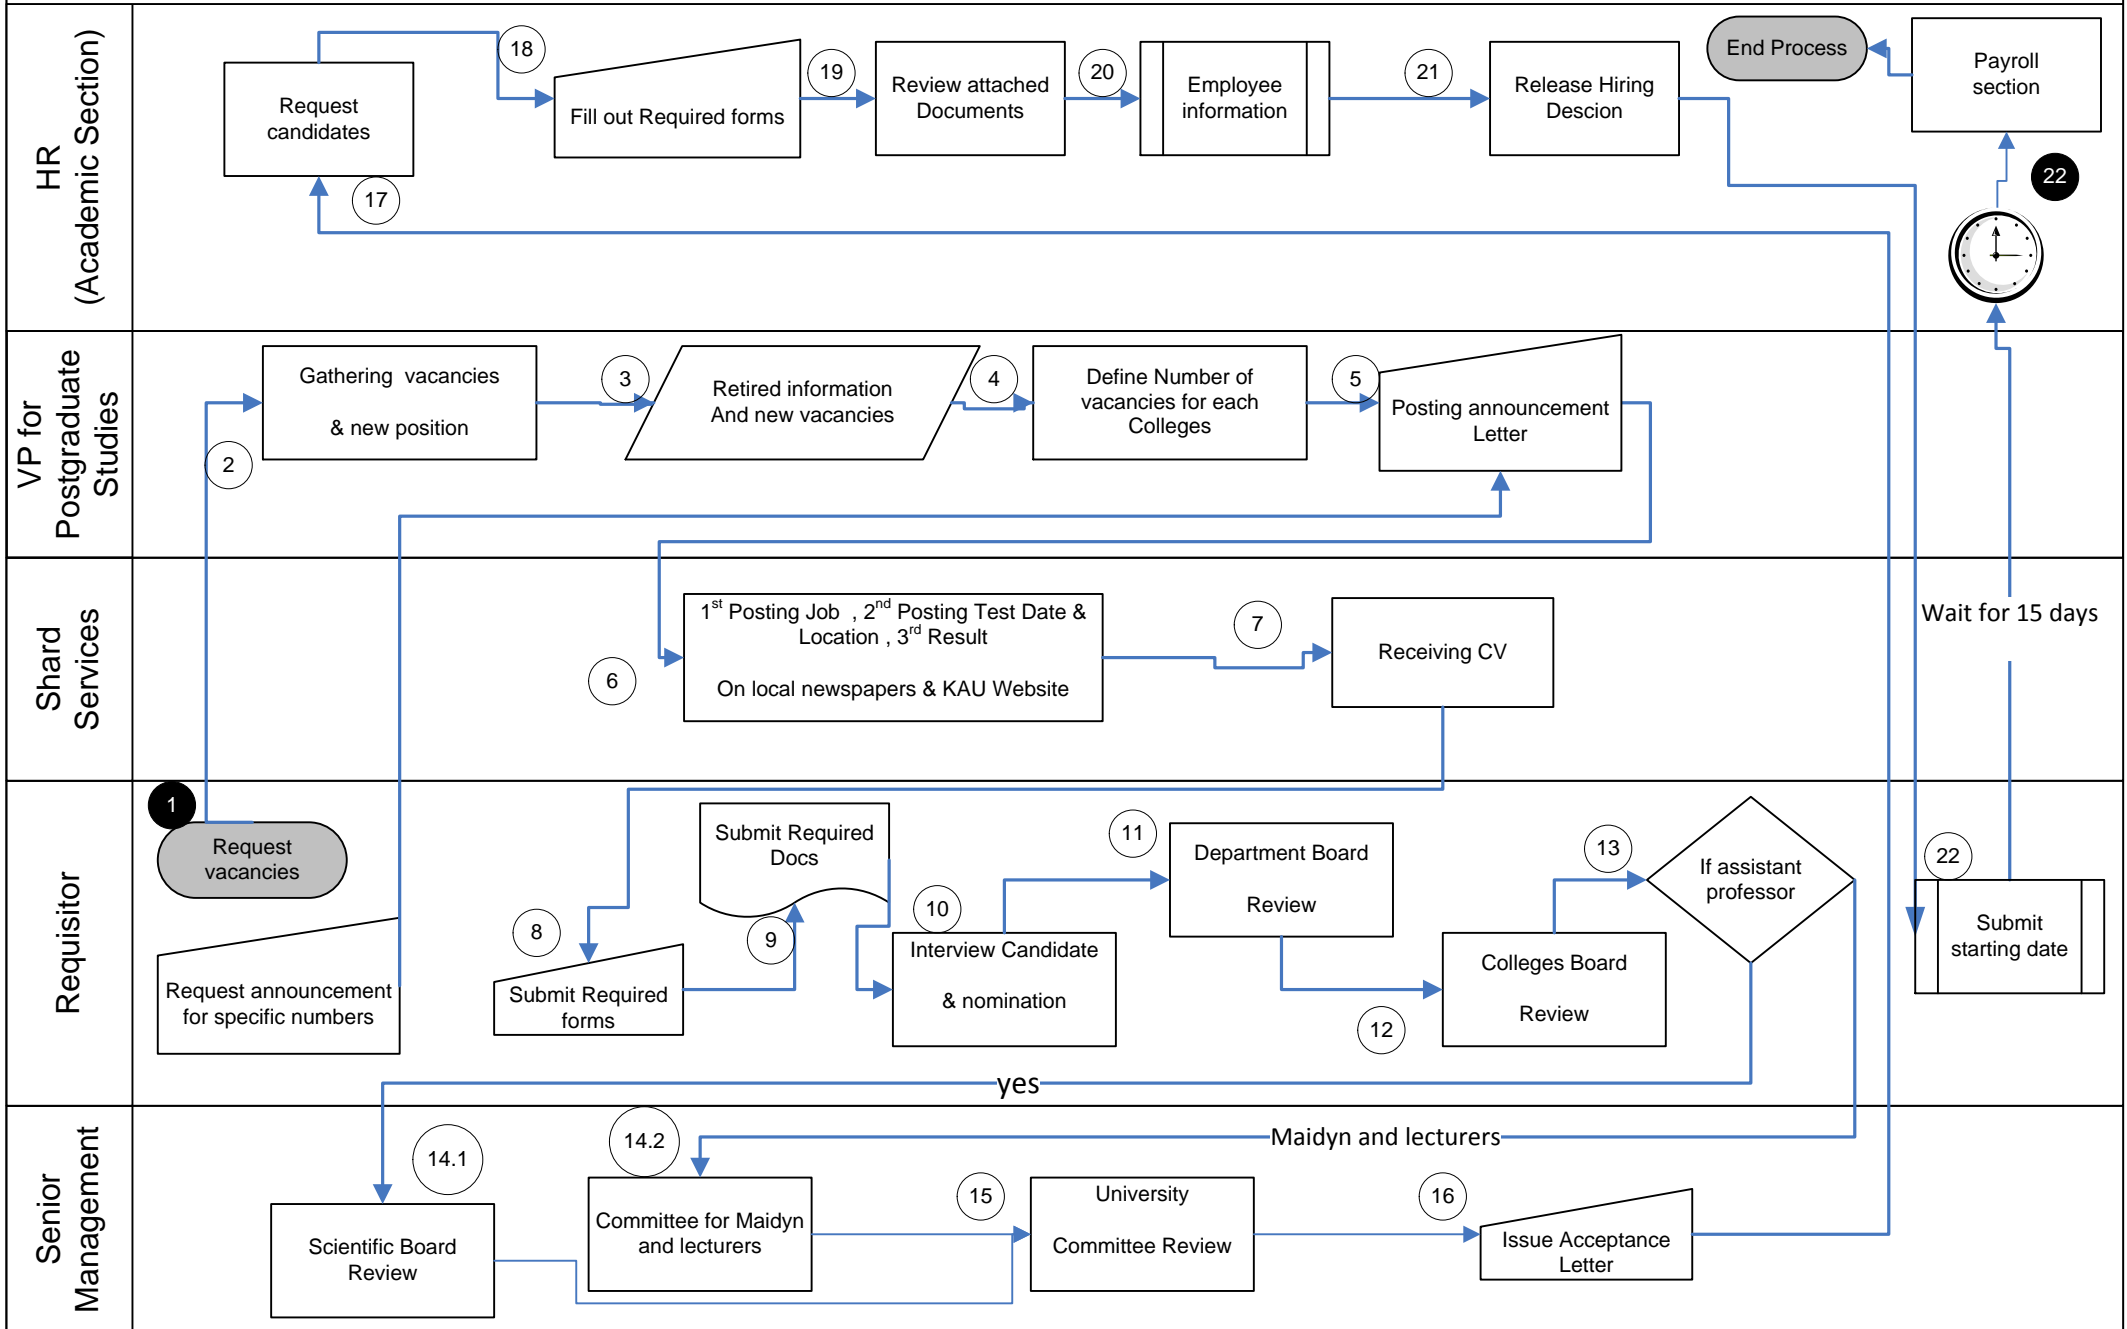 HR
(Academic Section)
18
19
20
21
End Process
Payroll
section
Request
candidates
Fill out Required forms
Review attached
Documents
Employee
information
Release Hiring
Descion
17
22
VP for
Postgraduate
Studies
2
Gathering vacancies
& new position
3
Retired information
And new vacancies
4
Define Number of
vacancies for each
Colleges
5
Posting announcement
Letter
Shard
Services
6
1st Posting Job , 2nd Posting Test Date &
Location , 3rd Result
On local newspapers & KAU Website
7
Receiving CV
Wait for 15 days
Requisitor
1
Request
vacancies
Request announcement
for specific numbers
8
Submit Required
forms
9
Submit Required
Docs
10
Interview Candidate
& nomination
11
Department Board
Review
12
Colleges Board
Review
13
If assistant
professor
22
Submit
starting date
yes
Senior
Management
14.1
Scientific Board
Review
14.2
Maidyn and lecturers
Committee for Maidyn
and lecturers
15
University
Committee Review
16
Issue Acceptance
Letter